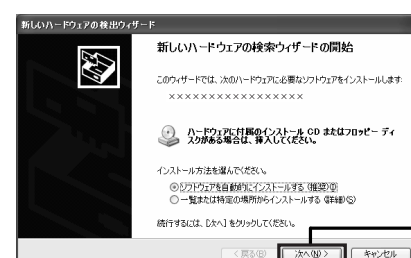 新しいハードウェアの検出ウィザード
新しいハードウェアの検索ウィザードの開始
このウィザードでは、次のハードウェアに必要なソフトウェアをインストールします:
×××××××××××××××××
ハードウェアに付属のインストール CD またはフロッピー ディ
スクがある場合は、挿入してください。
インストール方法を選んでください。
ソフトウェアを自動的にインストールする (推奨)(I)
一覧または特定の場所からインストールする (詳細)(S)
続行するには、[次へ] をクリックしてください。
< 戻る(B) 次へ(N) > キャンセル